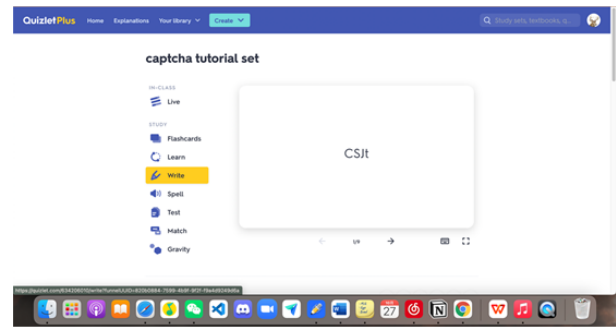 QuizletPlus Home Explanations Your library Create Study sets, textbooks, q...
captcha tutorial set
IN-CLASS
Live
STUDY
Flashcards
Learn
Write
Spell
Test
Match
Gravity
CSJt
1/9
27